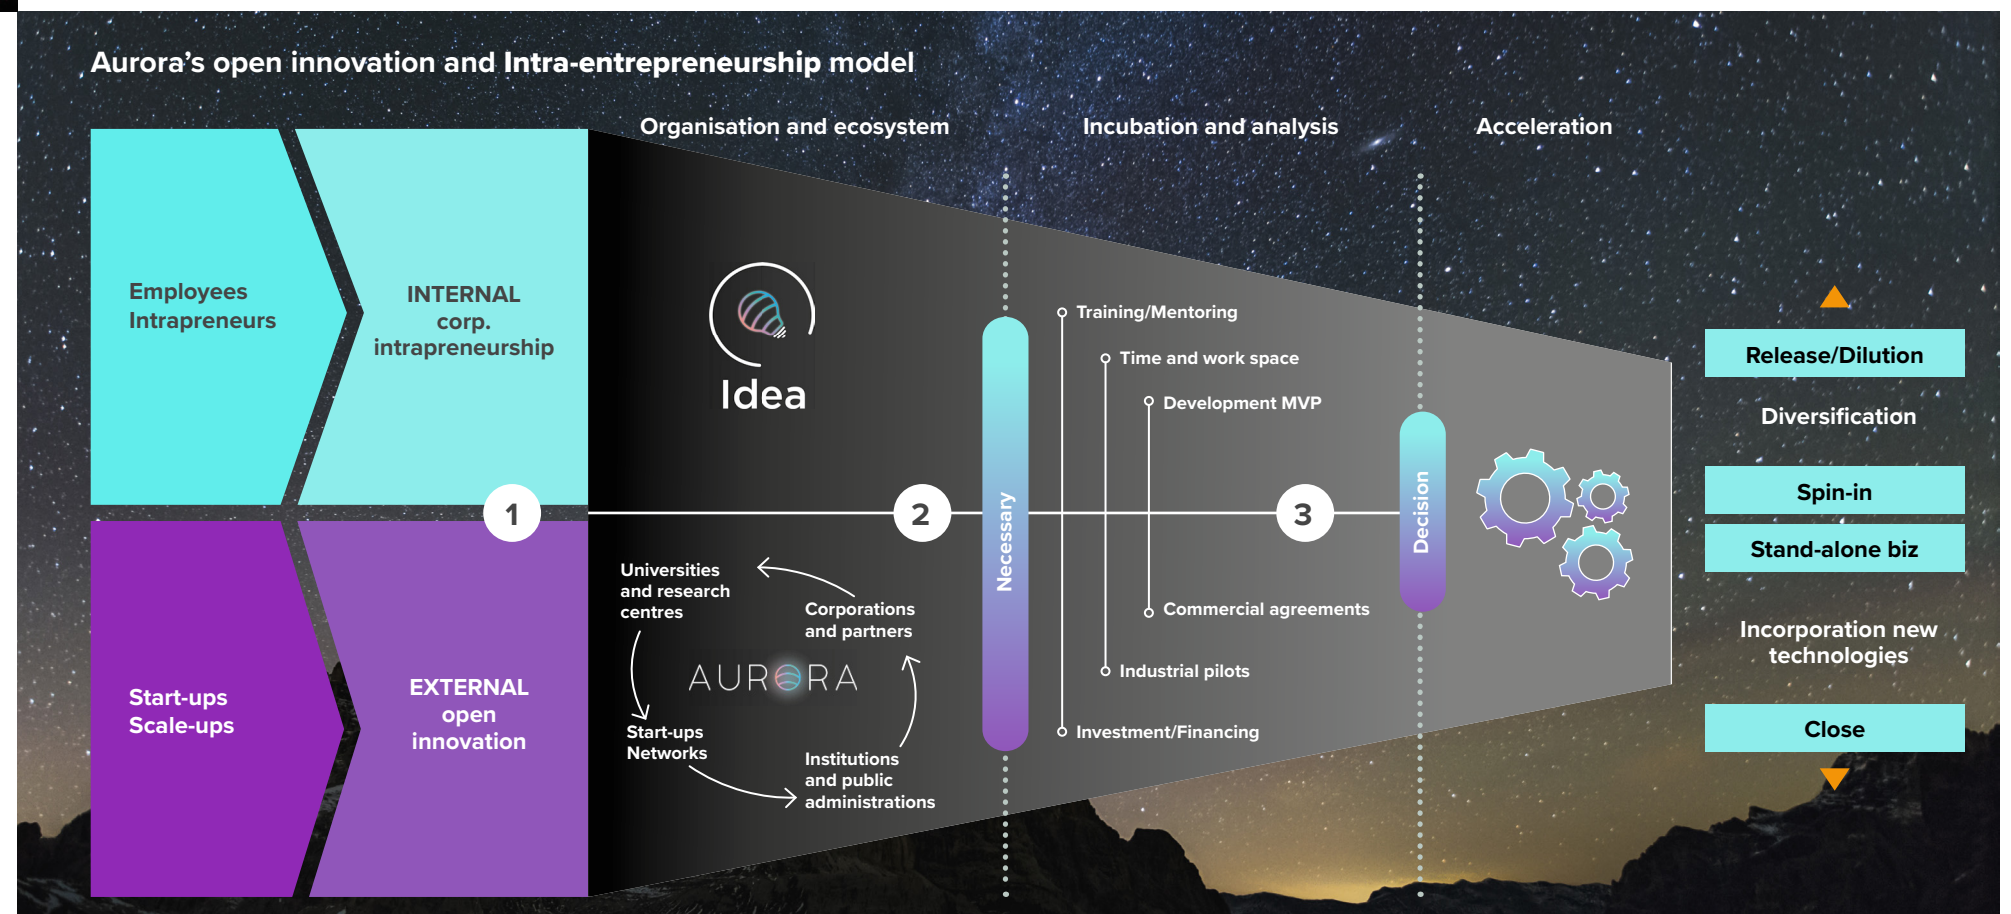 Aurora's open innovation and Intra-entrepreneurship model
Organisation and ecosystem
Incubation and analysis
Acceleration
Employees
Intrapreneurs
INTERNAL
corp.
intrapreneurship
Start-ups
Scale-ups
EXTERNAL
open
innovation
1
Idea
2
Universities
and research
centres
Corporations
and partners
AURORA
Start-ups
Networks
Institutions
and public
administrations
Necessary
Training/Mentoring
Time and work space
Development MVP
3
Commercial agreements
Industrial pilots
Investment/Financing
Decision
Release/Dilution
Diversification
Spin-in
Stand-alone biz
Incorporation new
technologies
Close